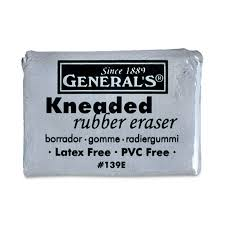 Since 1889
GENERAL'S®
Kneaded
rubber eraser
borrador · gomme · radiergummi
· Latex Free · PVC Free ·
#139E